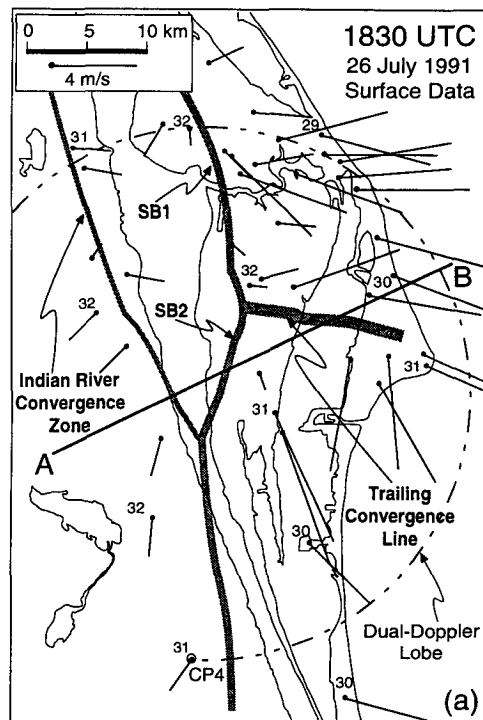 0 5 10 km
4 m/s
1830 UTC
26 July 1991
Surface Data
31
32
29
SB1
32
30
B
32
SB2
31
Indian River
Convergence
Zone
A
31
Trailing
Convergence
Line
32
30
Dual-Doppler
Lobe
31
CP4
30
(a)